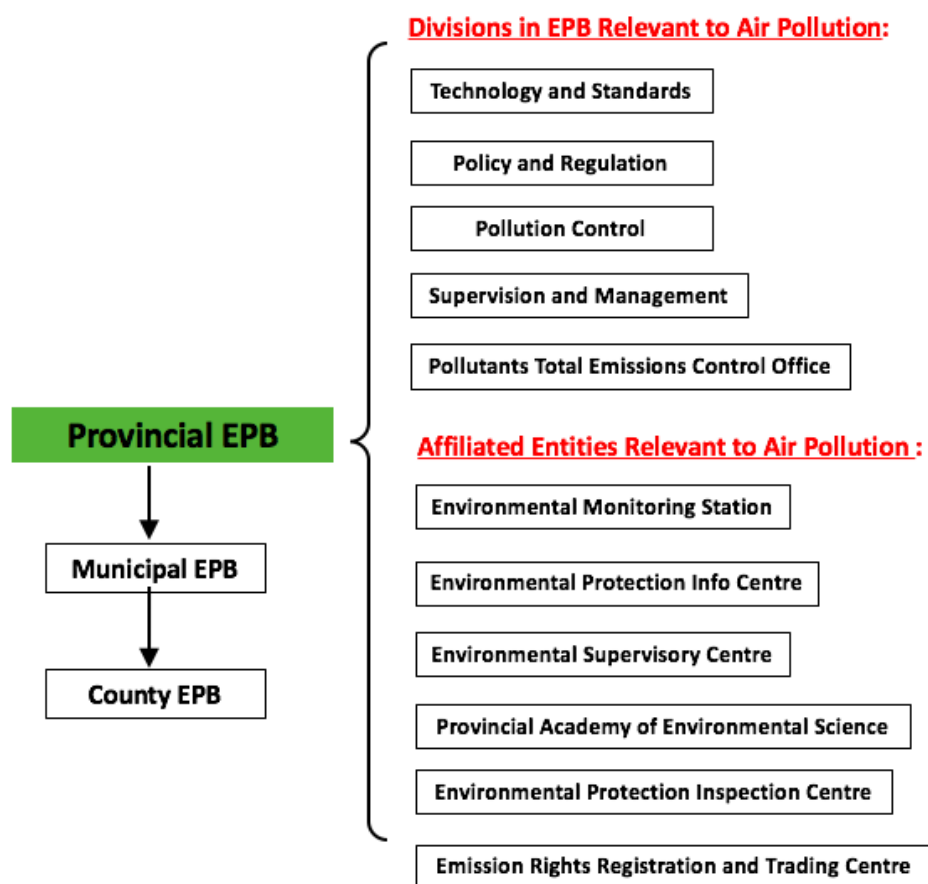 Divisions in EPB Relevant to Air Pollution:
Technology and Standards
Policy and Regulation
Pollution Control
Supervision and Management
Pollutants Total Emissions Control Office
Provincial EPB
Municipal EPB
County EPB
Affiliated Entities Relevant to Air Pollution :
Environmental Monitoring Station
Environmental Protection Info Centre
Environmental Supervisory Centre
Provincial Academy of Environmental Science
Environmental Protection Inspection Centre
Emission Rights Registration and Trading Centre